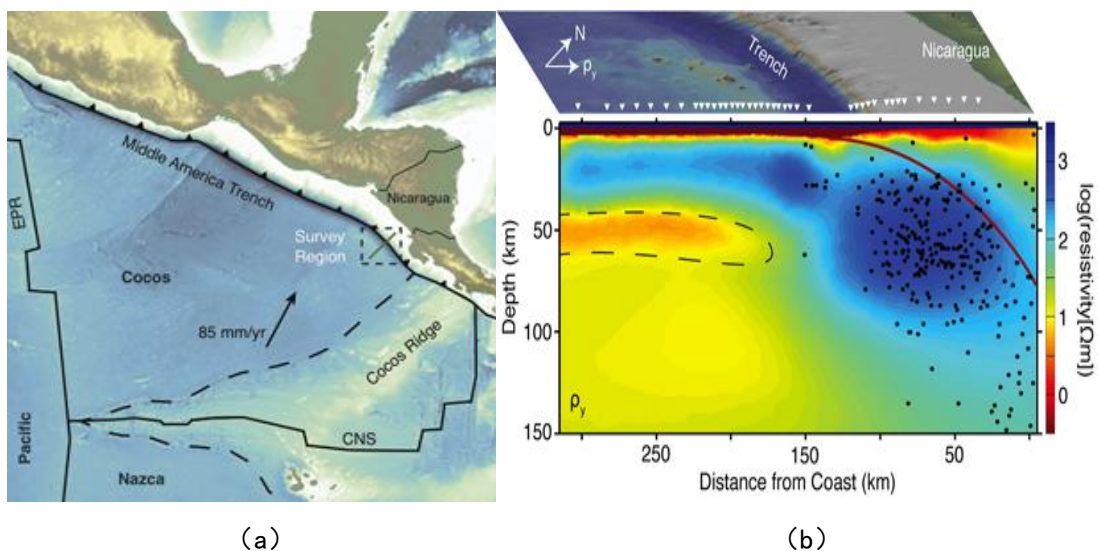 Middle America Trench
Nicaragua
EPR
Survey
Region
Cocos
85 mm/yr
Cocos Ridge
Pacific
CNS
Nazca
(a)
N
ρy
Trench
Nicaragua
0
50
100
150
Depth (km)
ρy
250
150
50
Distance from Coast (km)
3
2
1
0
log(resistivity[Ωm])
(b)